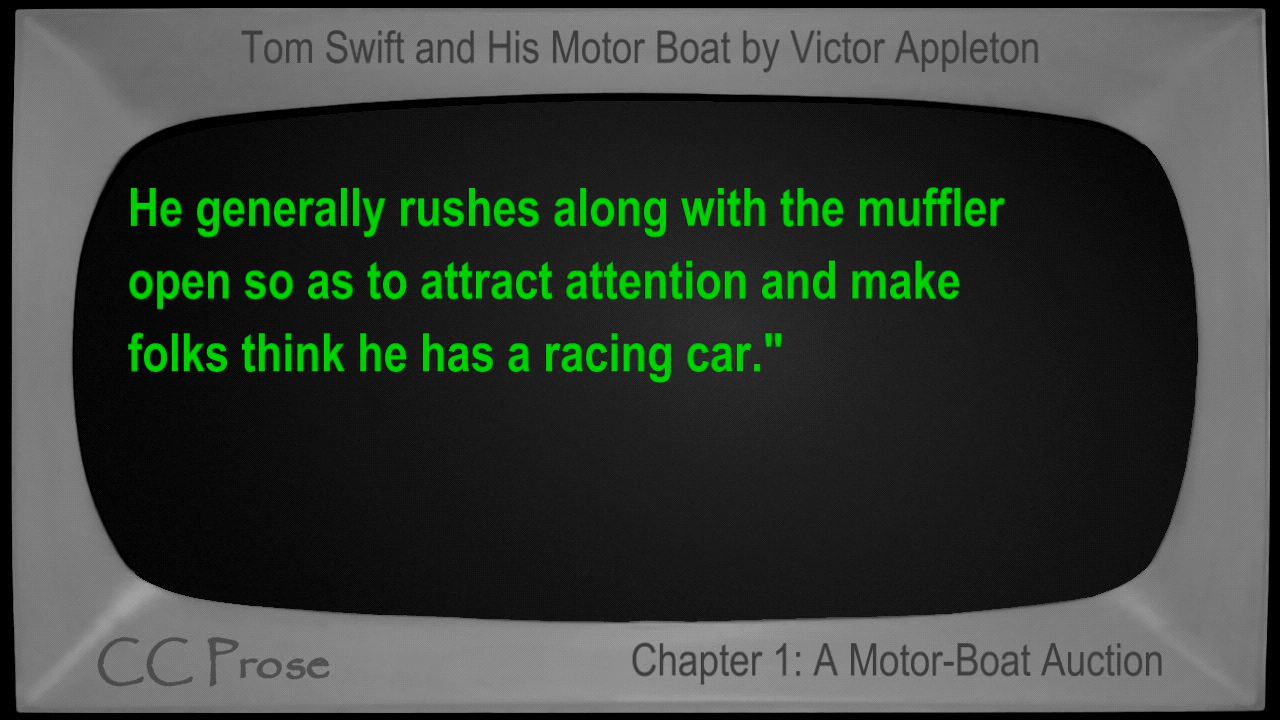 Tom Swift and His Motor Boat by Victor Appleton
He generally rushes along with the muffler
open so as to attract attention and make
folks think he has a racing car."
CC Prose
Chapter 1: A Motor-Boat Auction